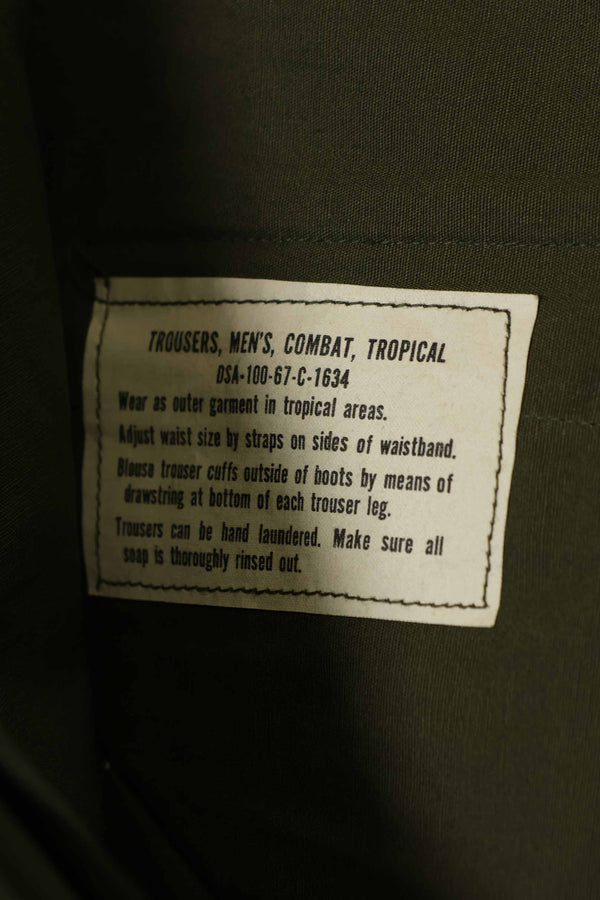 TROUSERS, MEN'S, COMBAT, TROPICAL
DSA-100-67-C-1634
Wear as outer garment in tropical areas.
Adjust waist size by straps on sides of waistband.
Blouse trouser cuffs outside of boots by means of
drawstring at bottom of each trouser leg.
Trousers can be hand laundered. Make sure all
soap is thoroughly rinsed out.